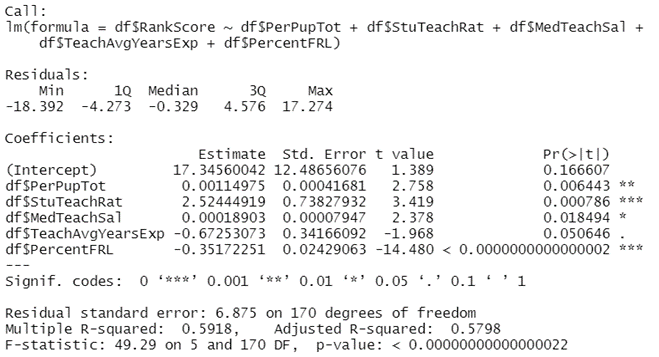 Call:
lm(formula = df$RankScore ~ df$PerPupTot + df$StuTeachRat + df$MedTeachSal +
    df$TeachAvgYearsExp + df$PercentFRL)

Residuals:
    Min      1Q  Median      3Q     Max
-18.392  -4.273  -0.329   4.576  17.274

Coefficients:
                       Estimate  Std. Error t value             Pr(>|t|)
(Intercept)         17.34560042 12.48656076   1.389             0.166607
df$PerPupTot         0.00114975  0.00041681   2.758             0.006443 **
df$StuTeachRat       2.52444919  0.73827932   3.419             0.000786 ***
df$MedTeachSal       0.00018903  0.00007947   2.378             0.018494 *
df$TeachAvgYearsExp -0.67253073  0.34166092  -1.968             0.050646 .
df$PercentFRL       -0.35172251  0.02429063 -14.480 < 0.0000000000000002 ***
---
Signif. codes:  0 ‘***’ 0.001 ‘**’ 0.01 ‘*’ 0.05 ‘.’ 0.1 ‘ ’ 1

Residual standard error: 6.875 on 170 degrees of freedom
Multiple R-squared:  0.5918,    Adjusted R-squared:  0.5798
F-statistic: 49.29 on 5 and 170 DF,  p-value: < 0.00000000000000022